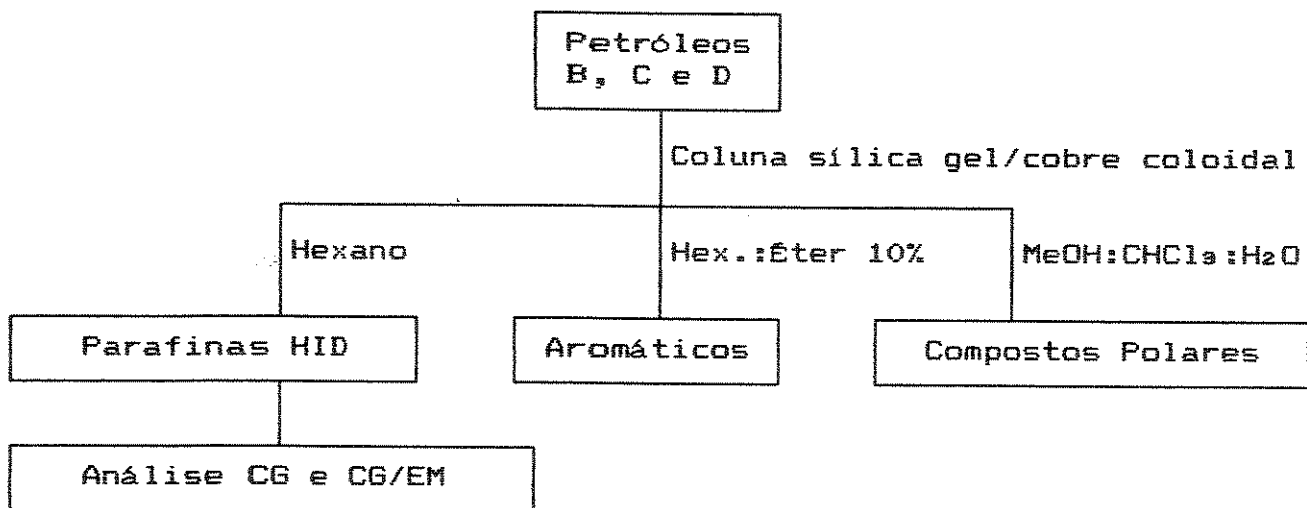 Petróleos
B, C e D
Coluna sílica gel/cobre coloidal
Hexano
Hex.:Éter 10%
MeOH:CHCl₃:H₂O
Parafinas HID
Aromáticos
Compostos Polares
Análise CG e CG/EM